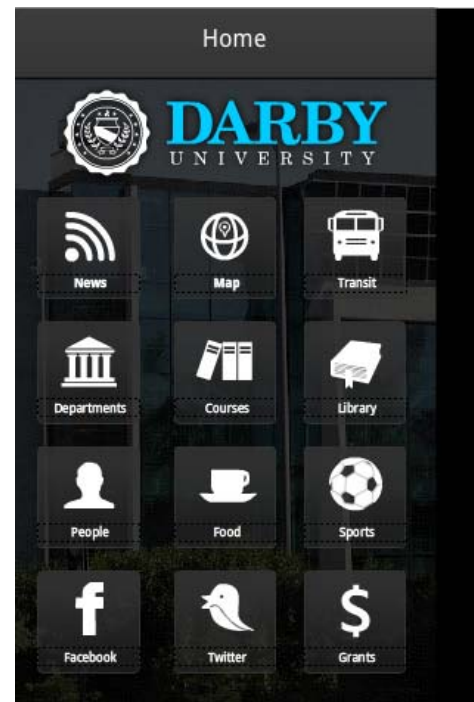 Home
DARBY
UNIVERSITY
News Map Transit
Departments Courses Library
People Food Sports
Facebook Twitter Grants